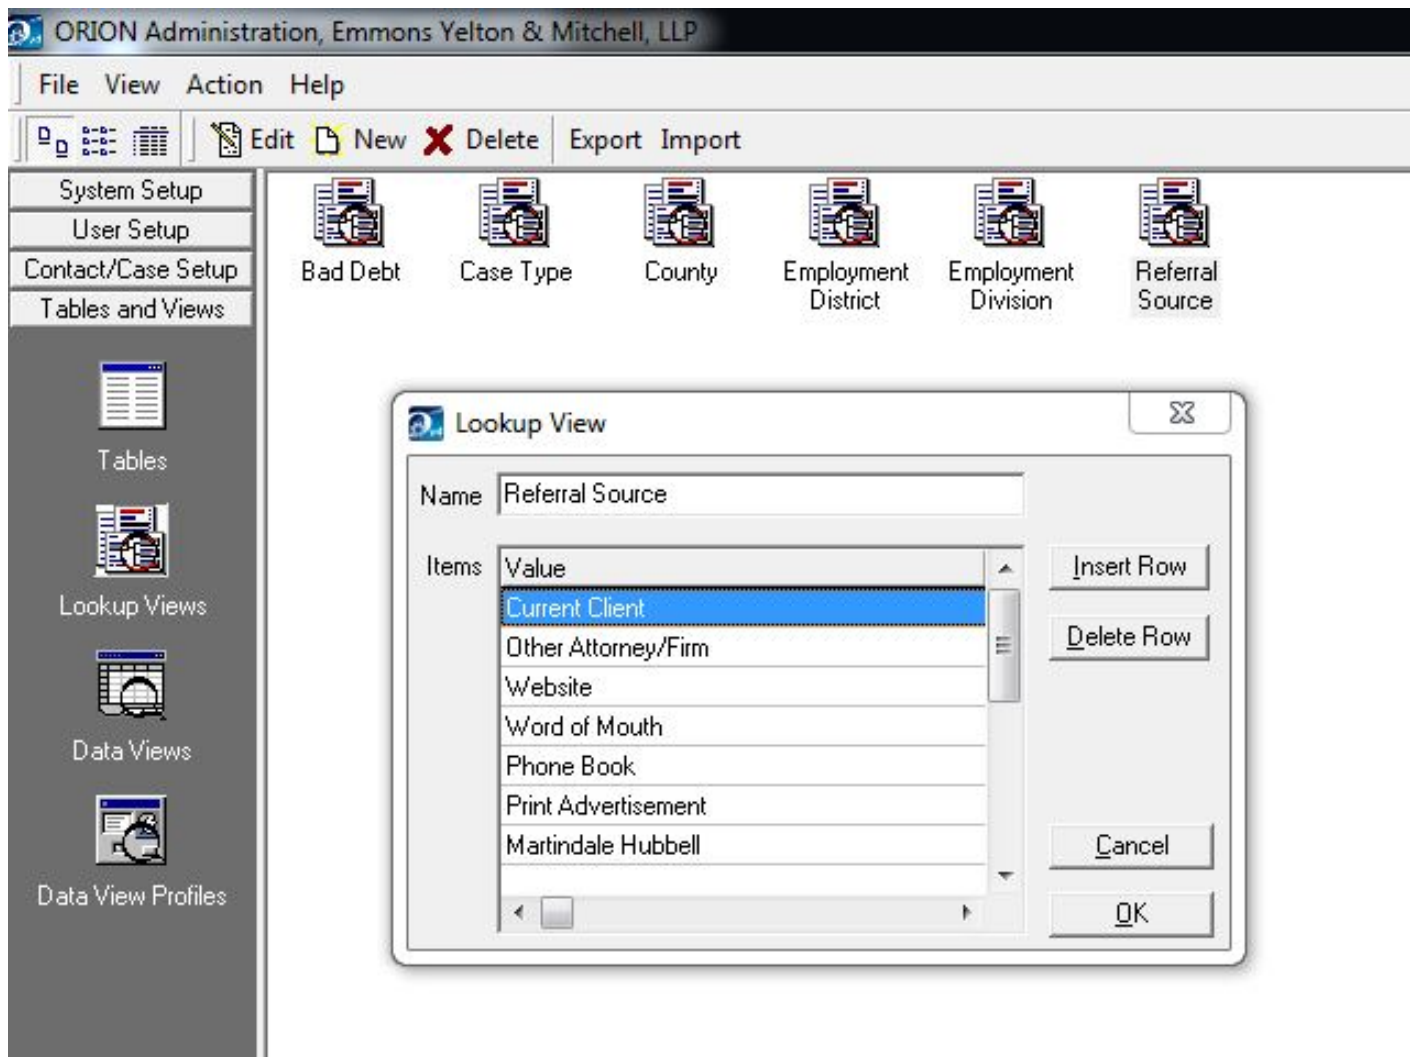 ORION Administration, Emmons Yelton & Mitchell, LLP
File View Action Help
Edit New Delete Export Import
System Setup
User Setup
Contact/Case Setup
Tables and Views
Tables
Lookup Views
Data Views
Data View Profiles
Bad Debt
Case Type
County
Employment
District
Employment
Division
Referral
Source
Lookup View
Name Referral Source
Items Value
Current Client
Other Attorney/Firm
Website
Word of Mouth
Phone Book
Print Advertisement
Martindale Hubbell
Insert Row
Delete Row
Cancel
OK